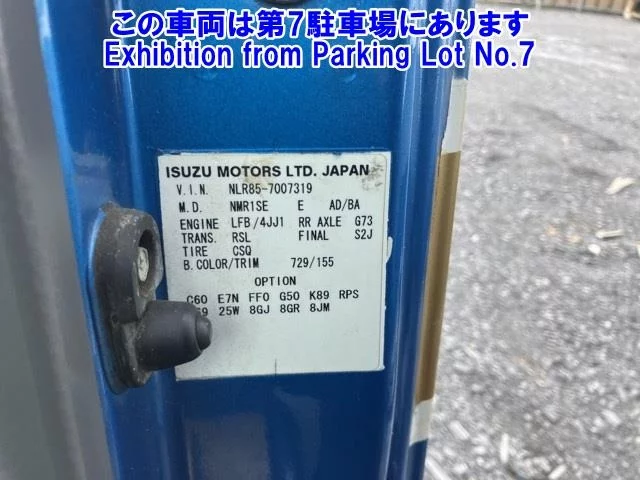 この車両は第7駐車場にあります
Exhibition from Parking Lot No.7
ISUZU MOTORS LTD. JAPAN
V.I.N. NLR85-7007319
M.D. NMR1SE E AD/BA
ENGINE LFB/4JJ1 RR AXLE G73
TRANS. RSL FINAL S2J
TIRE CSQ
B.COLOR/TRIM 729/155
OPTION
C60 E7N FF0 G50 K89 RPS
25W 8GJ 8GR 8JM